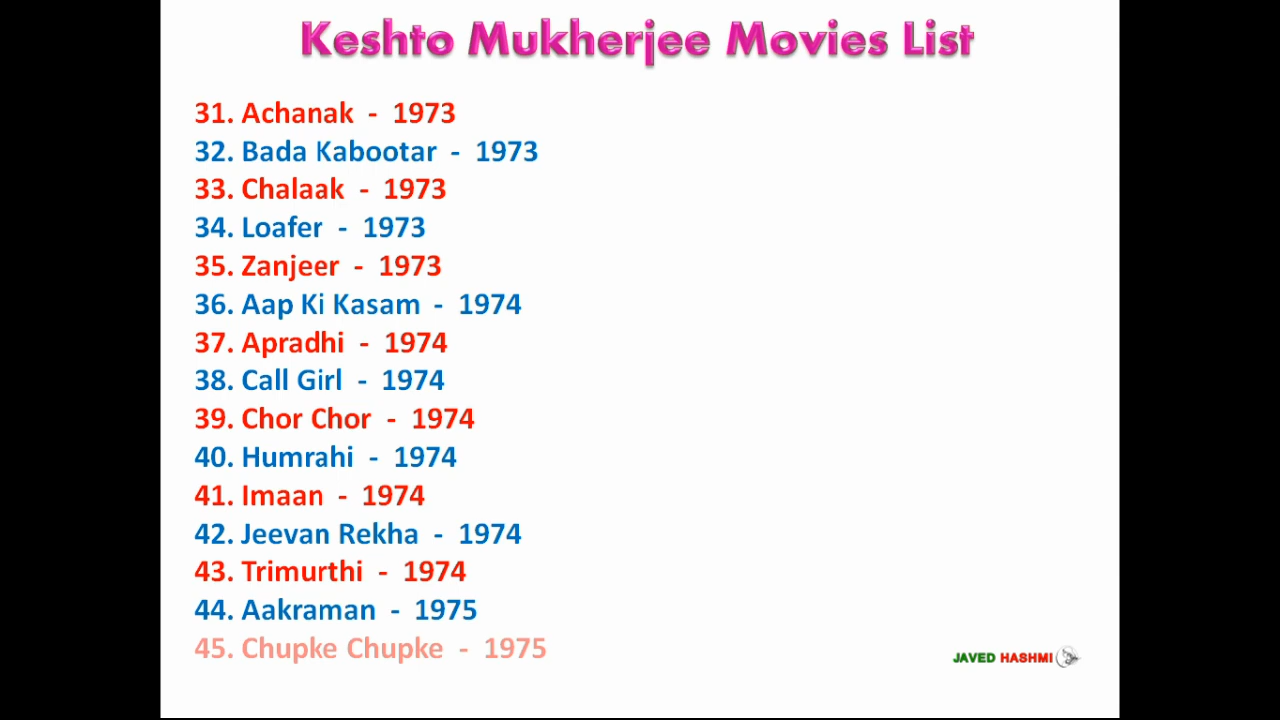 Keshto Mukherjee Movies List
31. Achanak - 1973
32. Bada Kabootar - 1973
33. Chalaak - 1973
34. Loafer - 1973
35. Zanjeer - 1973
36. Aap Ki Kasam - 1974
37. Apradhi - 1974
38. Call Girl - 1974
39. Chor Chor - 1974
40. Humrahi - 1974
41. Imaan - 1974
42. Jeevan Rekha - 1974
43. Trimurthi - 1974
44. Aakraman - 1975
45. Chupke Chupke - 1975
JAVED HASHMI